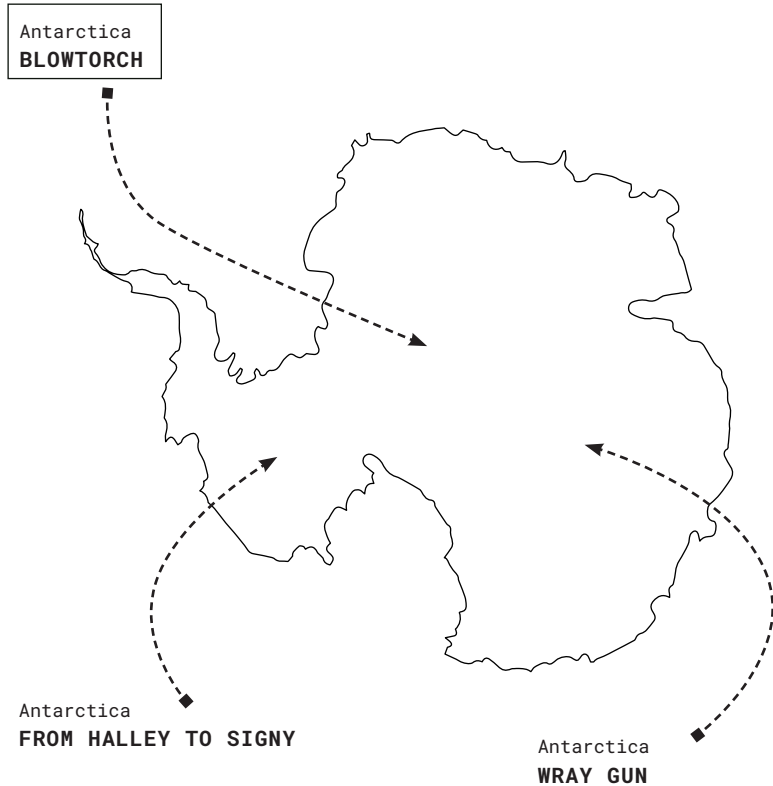 Antarctica
BLOWTORCH
Antarctica
FROM HALLEY TO SIGNY
Antarctica
WRAY GUN